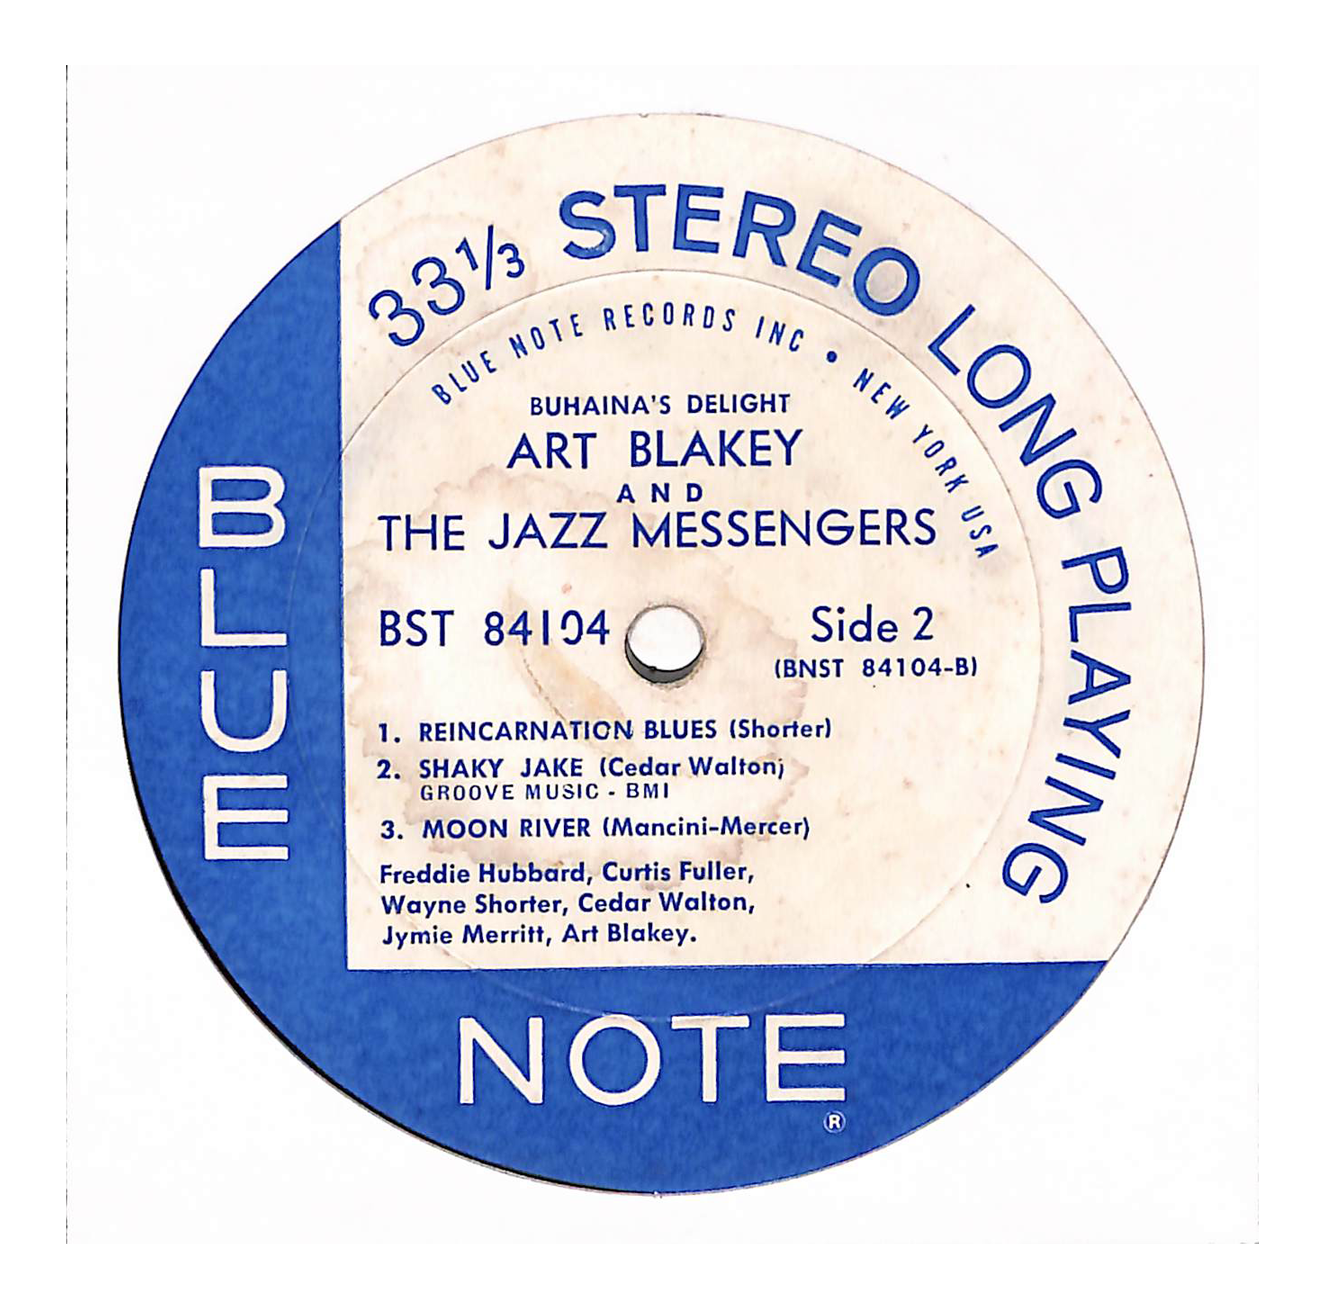 33⅓ STEREO LONG PLAYING
BLUE NOTE RECORDS INC • NEW YORK USA
BUHAINA'S DELIGHT
ART BLAKEY
AND
THE JAZZ MESSENGERS
BST 84104
Side 2
(BNST 84104-B)
1. REINCARNATION BLUES (Shorter)
2. SHAKY JAKE (Cedar Walton)
GROOVE MUSIC - BMI
3. MOON RIVER (Mancini-Mercer)
Freddie Hubbard, Curtis Fuller,
Wayne Shorter, Cedar Walton,
Jymie Merritt, Art Blakey.
BLUE
NOTE
®